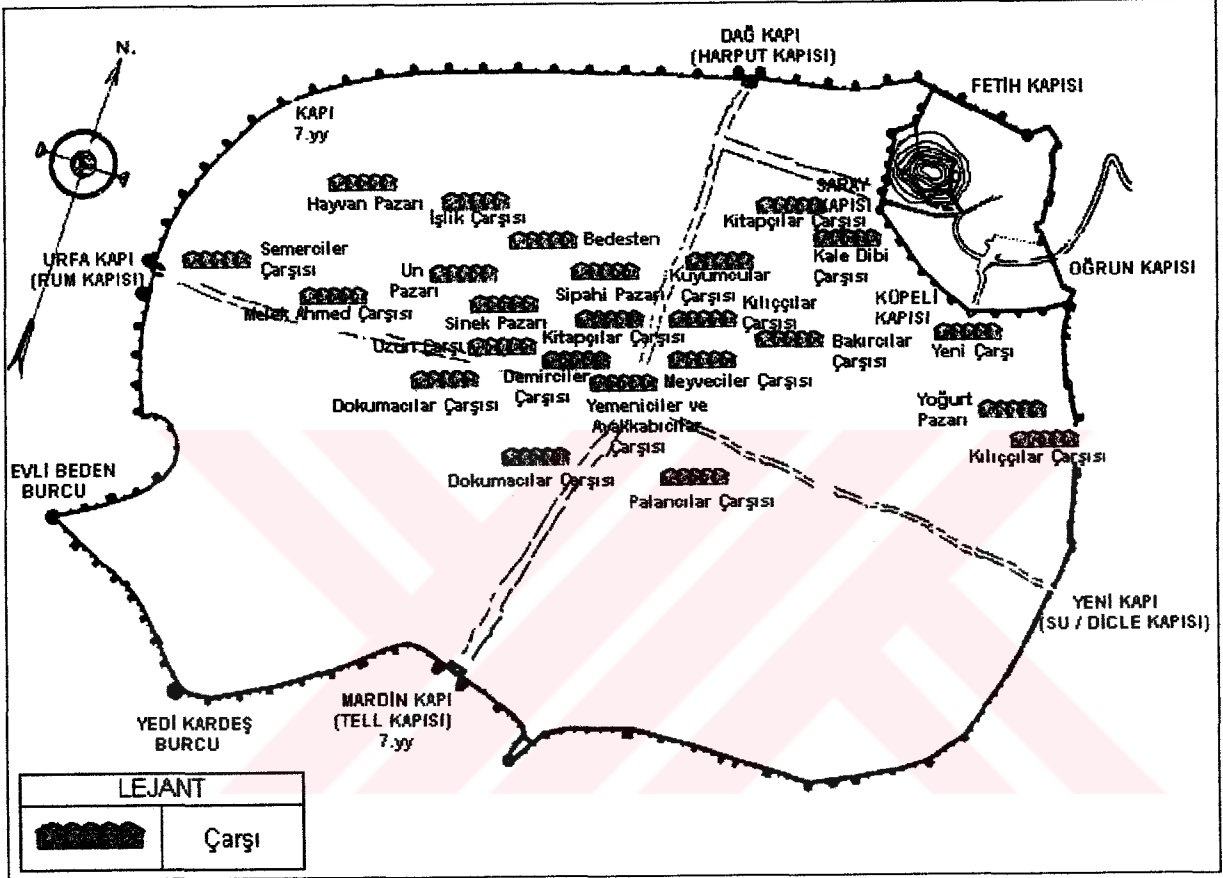 N.
DAĞ KAPI
(HARPUT KAPISI)
FETİH KAPISI
KAPI
7.yy
Hayvan Pazarı
İşlik Çarşısı
SARAY
KAPISI
Kitapçılar Çarşısı
Bedesten
Semerciler
Çarşısı
URFA KAPI
(RUM KAPISI)
Un
Pazarı
Sipahi Pazarı
Kuyumcular
Çarşısı
Kale Dibi
Çarşısı
OĞRUN KAPISI
Melek Ahmed Çarşısı
Sinek Pazarı
Kitapçılar Çarşısı
Kılıççılar
Çarşısı
KÜPELİ
KAPISI
Uzun Çarşı
Bakırcılar
Çarşısı
Yeni Çarşı
Demirciler
Çarşısı
Meyveciler Çarşısı
Dokumacılar Çarşısı
Yemeniciler ve
Ayakkabıcılar
Çarşısı
Yoğurt
Pazarı
Kılıççılar Çarşısı
EVLİ BEDEN
BURCU
Dokumacılar Çarşısı
Palancılar Çarşısı
YENİ KAPI
(SU / DİCLE KAPISI)
MARDİN KAPI
(TELL KAPISI)
7.yy
YEDİ KARDEŞ
BURCU
LEJANT
Çarşı